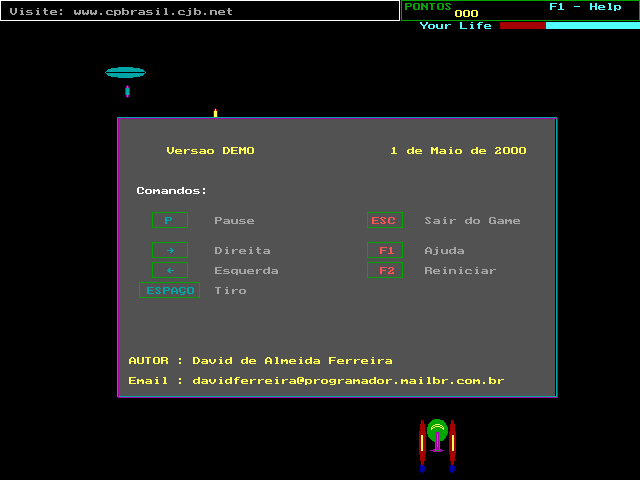 Visite: www.cpbrasil.cjb.net
PONTOS
000
F1 - Help
Your Life
Versao DEMO
1 de Maio de 2000
Comandos:
P Pause
ESC Sair do Game
→ Direita
F1 Ajuda
← Esquerda
F2 Reiniciar
ESPAÇO Tiro
AUTOR : David de Almeida Ferreira
Email : davidferreira@programador.mailbr.com.br